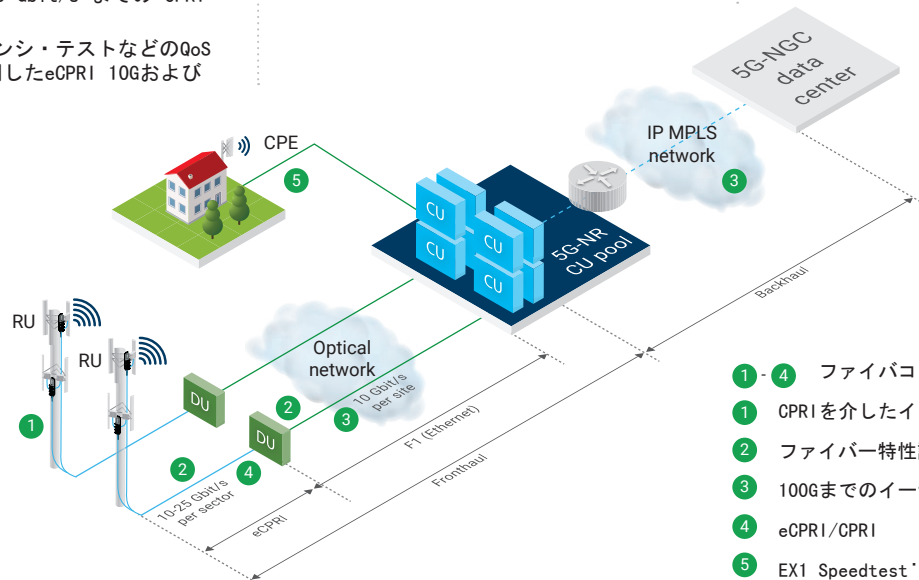 ンシ・テストなどのQoS
したeCPRI 10Gおよび
5G-NGC
data
center
IP MPLS
network
3
CPE
5
CU
CU
CU
CU
5G-NR
CU pool
Backhaul
RU
RU
1
Optical
network
10 Gbit/s
per site
DU
2
3
DU
F1 (Ethernet)
2
4
Fronthaul
10-25 Gbit/s
per sector
eCPRI
1 - 4 ファイバコ
1 CPRIを介したイ
2 ファイバー特性
3 100Gまでのイー
4 eCPRI/CPRI
5 EX1 Speedtest